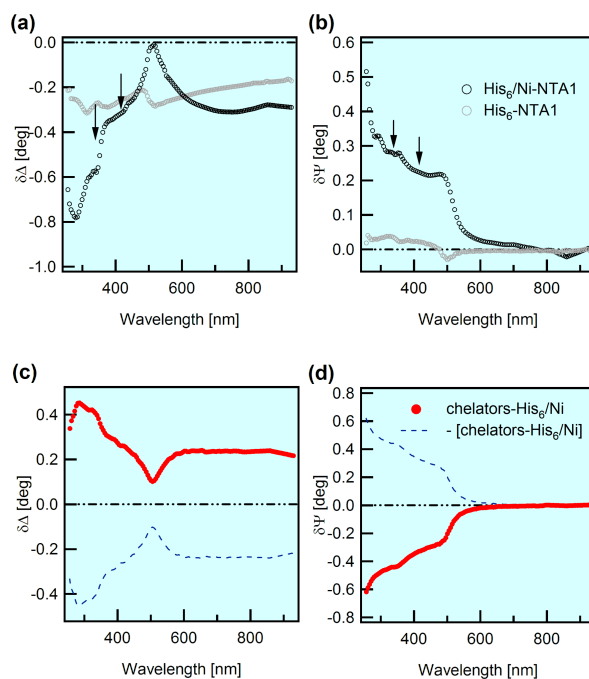 (a)
(b)
0.0
-0.2
-0.4
-0.6
-0.8
-1.0
δΔ [deg]
400
600
800
Wavelength [nm]
0.6
0.5
0.4
0.3
0.2
0.1
0.0
δΨ [deg]
His6/Ni-NTA1
His6-NTA1
400
600
800
Wavelength [nm]
(c)
(d)
0.4
0.2
0.0
-0.2
-0.4
δΔ [deg]
400
600
800
Wavelength [nm]
0.8
0.6
0.4
0.2
0.0
-0.2
-0.4
-0.6
-0.8
δΨ [deg]
chelators-His6/Ni
- [chelators-His6/Ni]
400
600
800
Wavelength [nm]